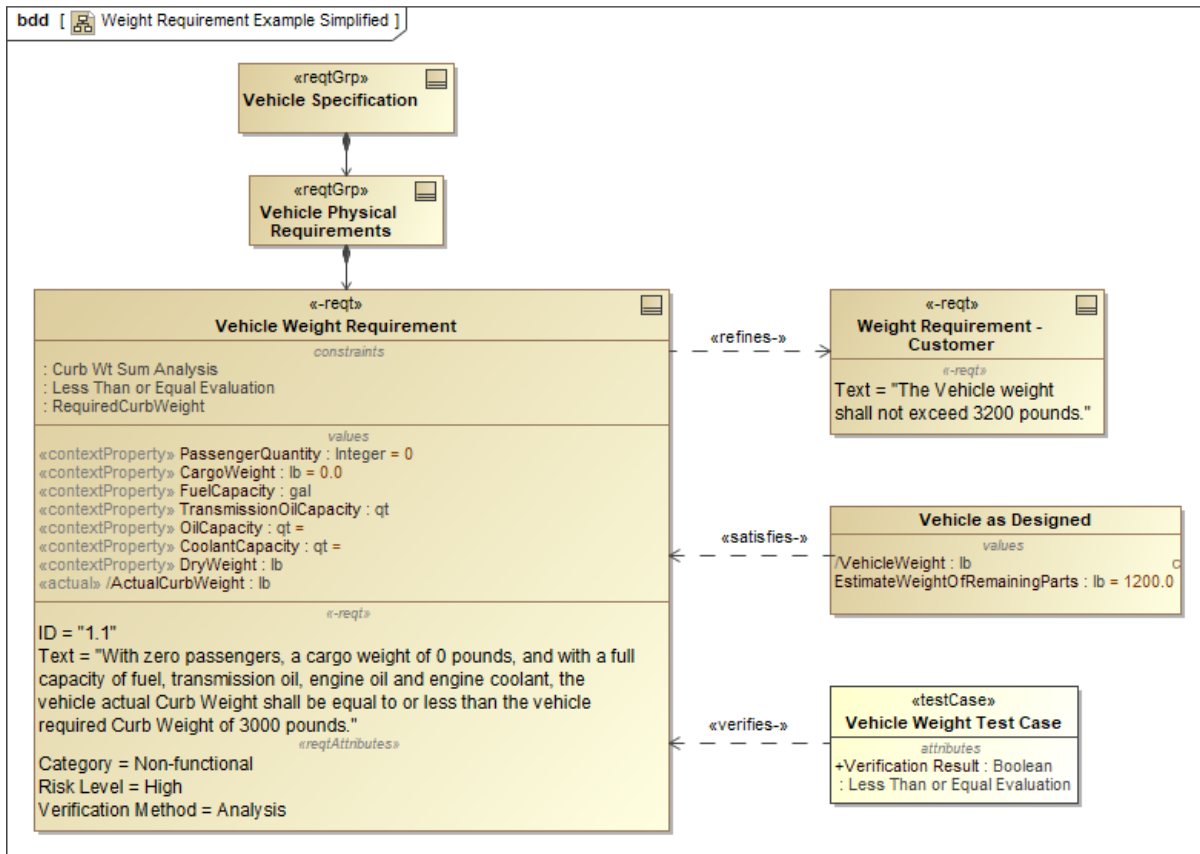 bdd [ Weight Requirement Example Simplified ]
«reqtGrp»
Vehicle Specification
«reqtGrp»
Vehicle Physical
Requirements
«-reqt»
Vehicle Weight Requirement
constraints
: Curb Wt Sum Analysis
: Less Than or Equal Evaluation
: RequiredCurbWeight
values
«contextProperty» PassengerQuantity : Integer = 0
«contextProperty» CargoWeight : lb = 0.0
«contextProperty» FuelCapacity : gal
«contextProperty» TransmissionOilCapacity : qt
«contextProperty» OilCapacity : qt =
«contextProperty» CoolantCapacity : qt =
«contextProperty» DryWeight : lb
«actual» /ActualCurbWeight : lb
«-reqt»
ID = "1.1"
Text = "With zero passengers, a cargo weight of 0 pounds, and with a full
capacity of fuel, transmission oil, engine oil and engine coolant, the
vehicle actual Curb Weight shall be equal to or less than the vehicle
required Curb Weight of 3000 pounds."
«reqtAttributes»
Category = Non-functional
Risk Level = High
Verification Method = Analysis
«refines-»
«-reqt»
Weight Requirement -
Customer
«-reqt»
Text = "The Vehicle weight
shall not exceed 3200 pounds."
«satisfies-»
Vehicle as Designed
values
/VehicleWeight : lb
EstimateWeightOfRemainingParts : lb = 1200.0
«verifies-»
«testCase»
Vehicle Weight Test Case
attributes
+Verification Result : Boolean
: Less Than or Equal Evaluation